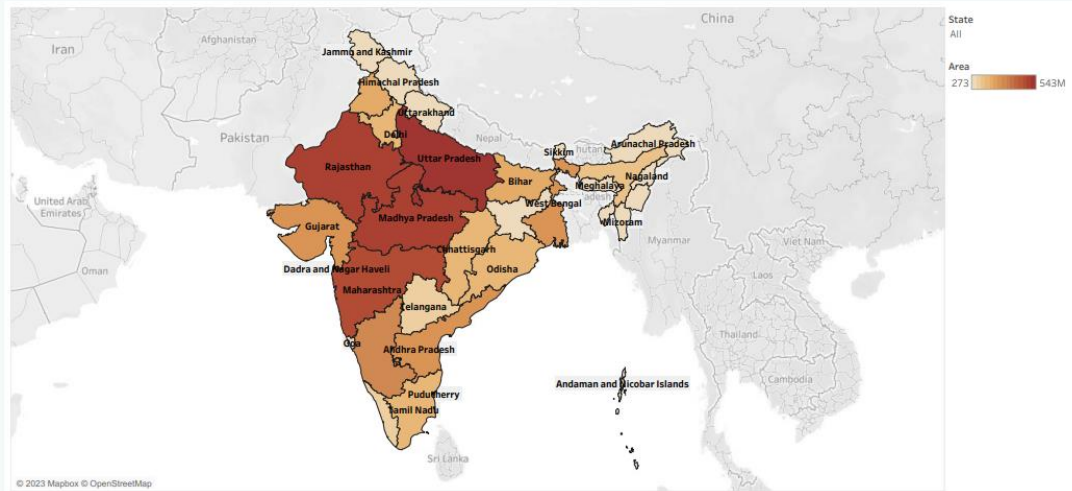 China
State
All
Area
273
543M
Iran
Afghanistan
Jammu and Kashmir
Himachal Pradesh
Uttarakhand
Pakistan
Delhi
Nepal
Sikkim
hutan
Arunachal Pradesh
Rajasthan
Uttar Pradesh
Bihar
Nagaland
Meghalaya
adesh
United Arab
Emirates
West Bengal
Madhya Pradesh
Mizoram
Gujarat
Myanmar
Viet Nam
Oman
Chhattisgarh
Laos
Dadra and Nagar Haveli
Odisha
Maharashtra
Telangana
Thailand
Goa
Andhra Pradesh
Cambodia
Andaman and Nicobar Islands
Puducherry
Tamil Nadu
Sri Lanka
© 2023 Mapbox © OpenStreetMap